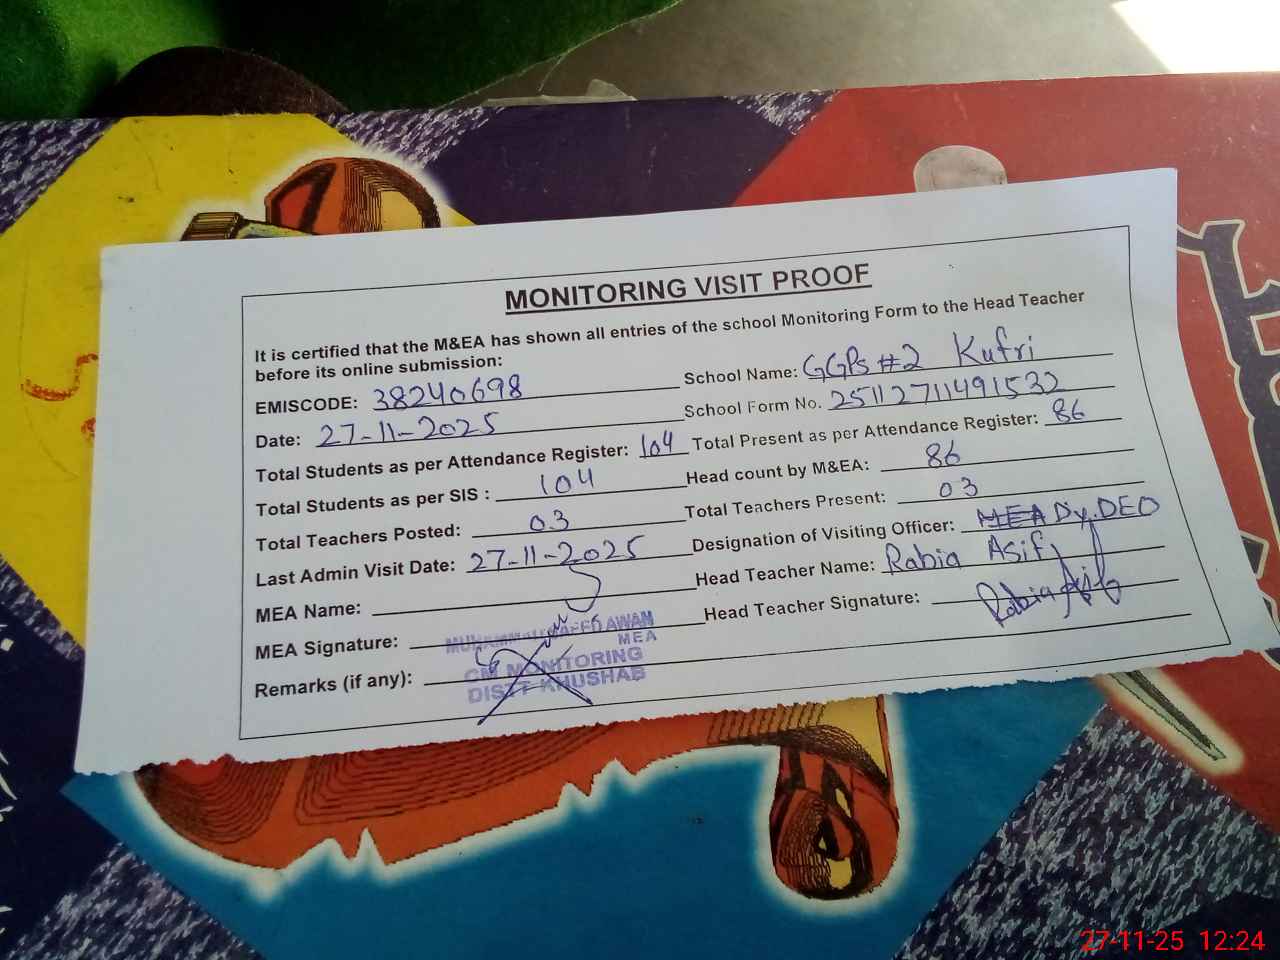 MONITORING VISIT PROOF
It is certified that the M&EA has shown all entries of the school Monitoring Form to the Head Teacher
before its online submission:
EMISCODE: 38240698 School Name: GGPS #2 Kufri
Date: 27-11-2025 School Form No. 25112711491532
Total Students as per Attendance Register: 104 Total Present as per Attendance Register: 86
Total Students as per SIS : 104 Head count by M&EA: 86
Total Teachers Posted: 03 Total Teachers Present: 03
Last Admin Visit Date: 27-11-2025 Designation of Visiting Officer: MEA Dy. DEO
MEA Name: Head Teacher Name: Rabia Asif
MEA Signature: Head Teacher Signature: Rabia Asif
AWAN
MEA
Remarks (if any):
CM MONITORING
DISTT KHUSHAB
27-11-25 12:24